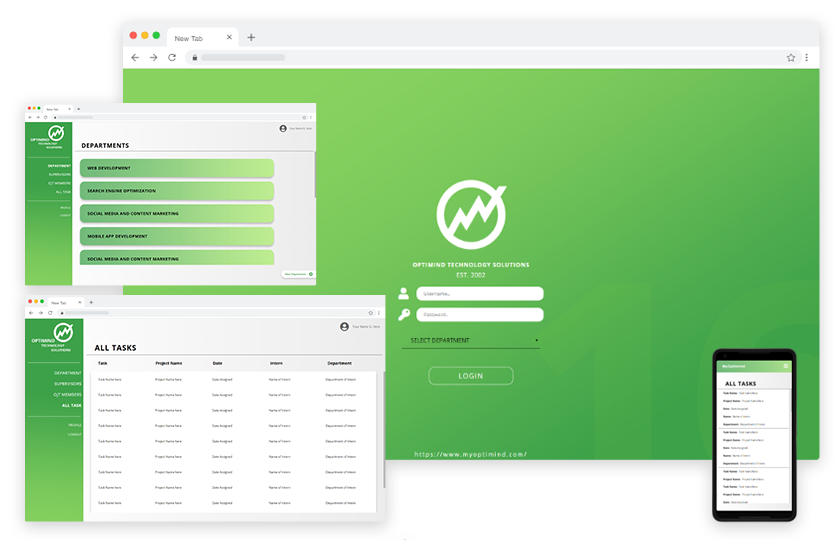 New Tab
OPTIMIND TECHNOLOGY SOLUTIONS
EST. 2002
Username..
Password..
SELECT DEPARTMENT
LOGIN
https://www.myoptimind.com/
New Tab
Your Name G. Here
OPTIMIND
TECHNOLOGY
SOLUTIONS
DEPARTMENT
SUPERVISORS
OJT MEMBERS
ALL TASK
PROFILE
LOGOUT
DEPARTMENTS
WEB DEVELOPMENT
SEARCH ENGINE OPTIMIZATION
SOCIAL MEDIA AND CONTENT MARKETING
MOBILE APP DEVELOPMENT
SOCIAL MEDIA AND CONTENT MARKETING
New Department
New Tab
Your Name G. Here
OPTIMIND
TECHNOLOGY
SOLUTIONS
DEPARTMENT
SUPERVISORS
OJT MEMBERS
ALL TASK
PROFILE
LOGOUT
ALL TASKS
Task Project Name Date Intern Department
Task Name here Project Name here Date Assigned Name of Intern Department of Intern
Task Name here Project Name here Date Assigned Name of Intern Department of Intern
Task Name here Project Name here Date Assigned Name of Intern Department of Intern
Task Name here Project Name here Date Assigned Name of Intern Department of Intern
Task Name here Project Name here Date Assigned Name of Intern Department of Intern
Task Name here Project Name here Date Assigned Name of Intern Department of Intern
Task Name here Project Name here Date Assigned Name of Intern Department of Intern
Task Name here Project Name here Date Assigned Name of Intern Department of Intern
Task Name here Project Name here Date Assigned Name of Intern Department of Intern
ALL TASKS
Task Name: Task Name Here
Project Name: Project Name Here
Date: Date Assigned
Name: Name of Intern
Department: Department of Intern
Task Name: Task Name Here
Project Name: Project Name Here
Date: Date Assigned
Name: Name of Intern
Department: Department of Intern
Task Name: Task Name Here
Project Name: Project Name Here
Task Name: Task Name Here
Project Name: Project Name Here
Date: Date Assigned